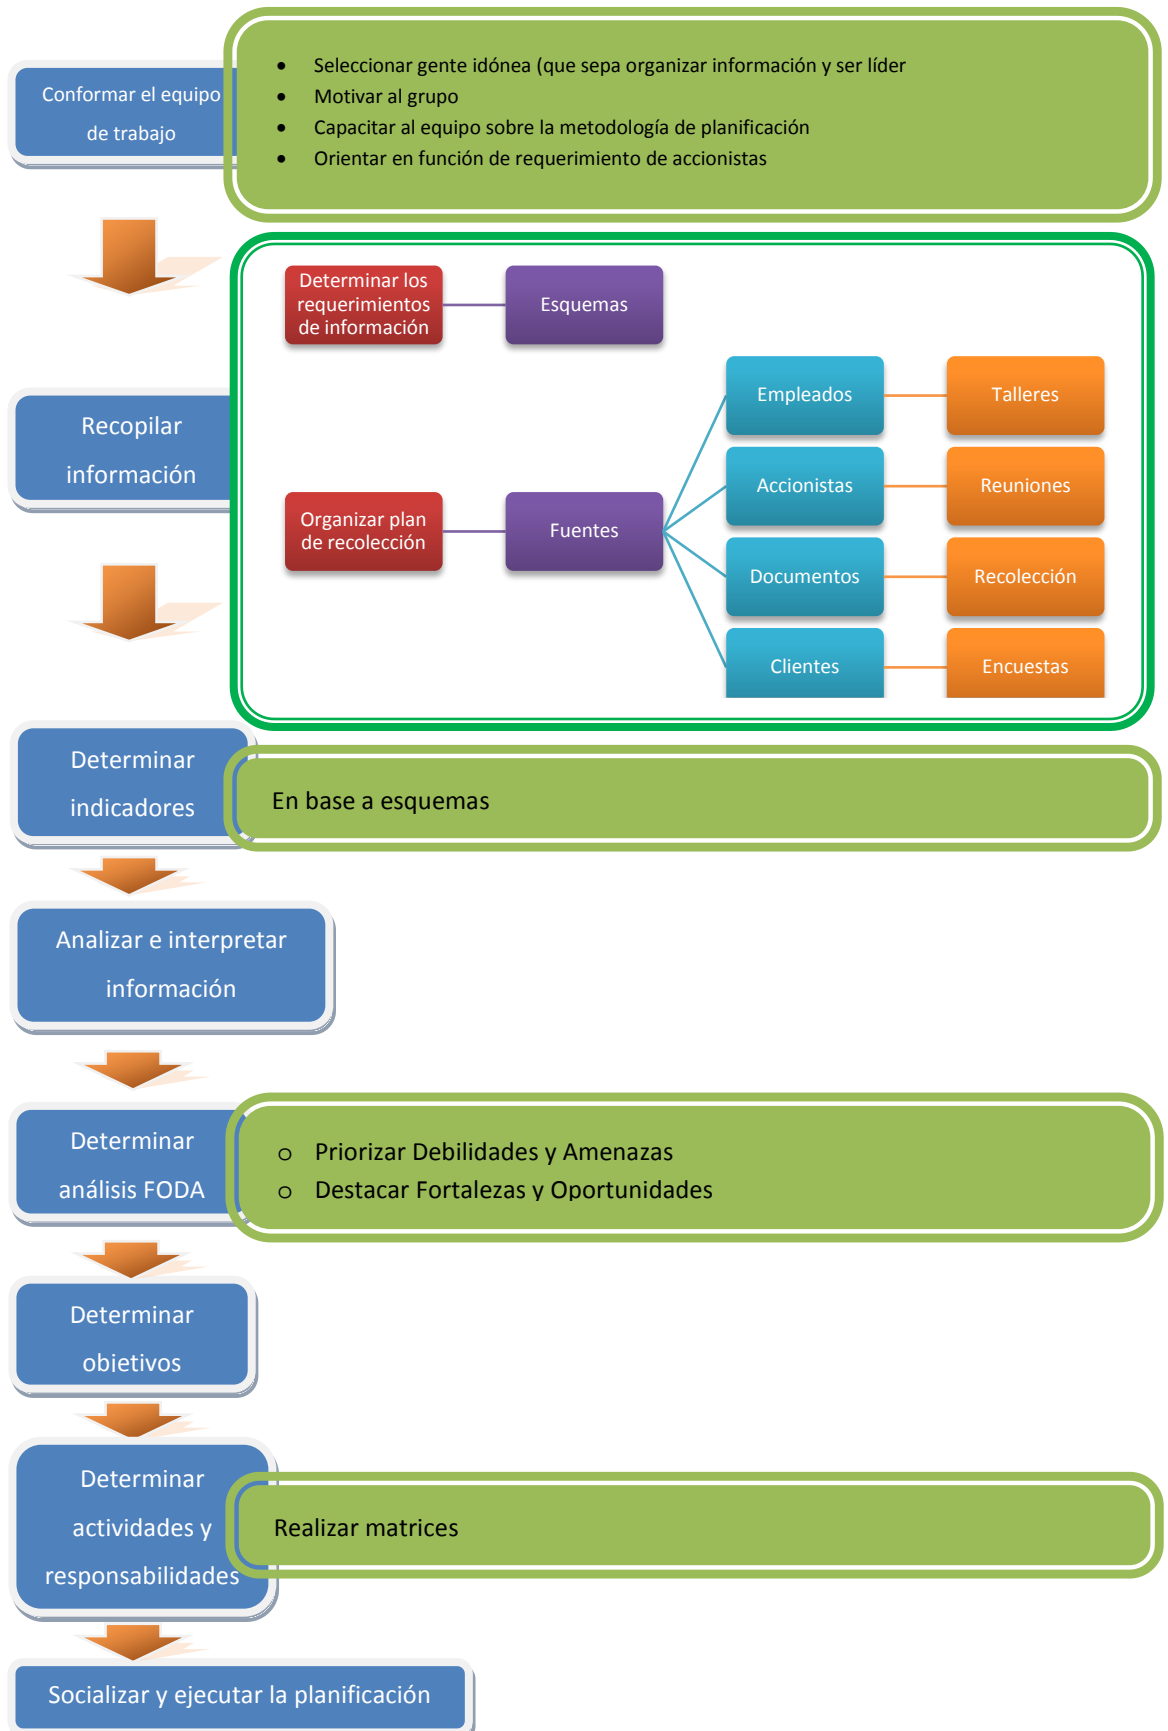 Conformar el equipo
de trabajo
• Seleccionar gente idónea (que sepa organizar información y ser líder
• Motivar al grupo
• Capacitar al equipo sobre la metodología de planificación
• Orientar en función de requerimiento de accionistas
Recopilar
información
Determinar los
requerimientos
de información
Esquemas
Organizar plan
de recolección
Fuentes
Empleados
Talleres
Accionistas
Reuniones
Documentos
Recolección
Clientes
Encuestas
Determinar
indicadores
En base a esquemas
Analizar e interpretar
información
Determinar
análisis FODA
o Priorizar Debilidades y Amenazas
o Destacar Fortalezas y Oportunidades
Determinar
objetivos
Determinar
actividades y
responsabilidades
Realizar matrices
Socializar y ejecutar la planificación